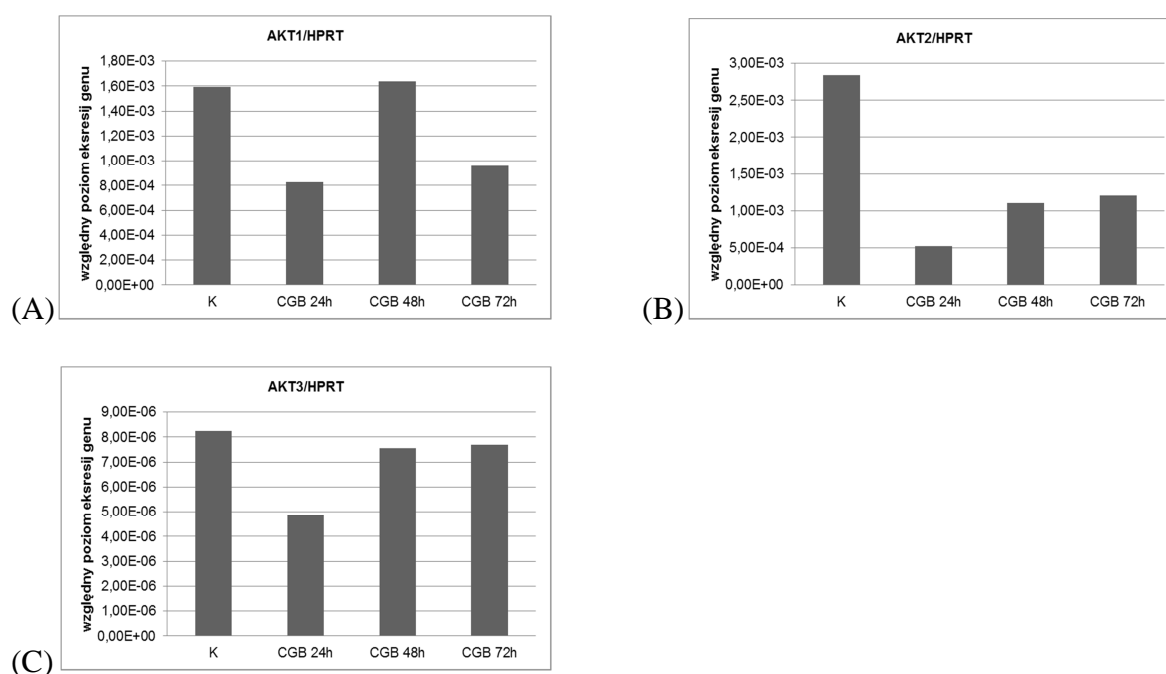 AKT1/HPRT
względny poziom eksresij genu
1,80E-03
1,60E-03
1,40E-03
1,20E-03
1,00E-03
8,00E-04
6,00E-04
4,00E-04
2,00E-04
0,00E+00
K CGB 24h CGB 48h CGB 72h
(A)
AKT2/HPRT
względny poziom eksresij genu
3,00E-03
2,50E-03
2,00E-03
1,50E-03
1,00E-03
5,00E-04
0,00E+00
K CGB 24h CGB 48h CGB 72h
(B)
AKT3/HPRT
względny poziom eksresij genu
9,00E-06
8,00E-06
7,00E-06
6,00E-06
5,00E-06
4,00E-06
3,00E-06
2,00E-06
1,00E-06
0,00E+00
K CGB 24h CGB 48h CGB 72h
(C)